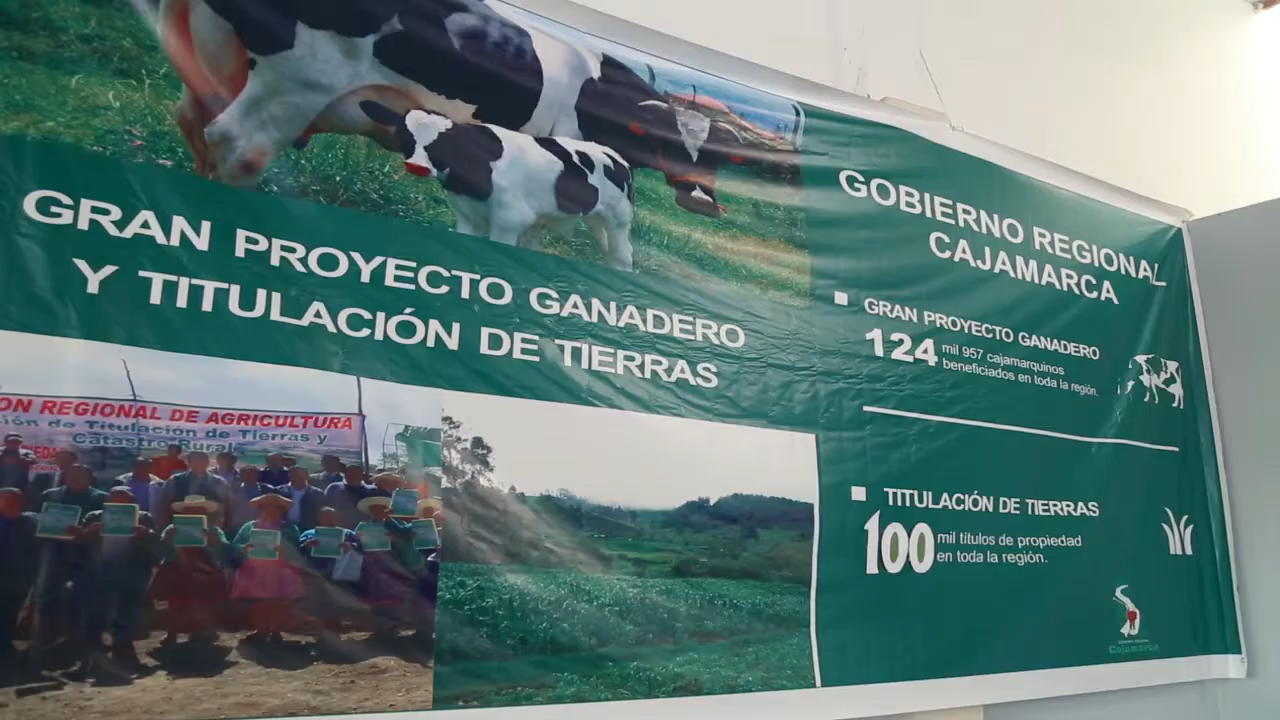 GRAN PROYECTO GANADERO
Y TITULACIÓN DE TIERRAS
GOBIERNO REGIONAL
CAJAMARCA
GRAN PROYECTO GANADERO
124 mil 957 cajamarquinos
beneficiados en toda la región.
TITULACIÓN DE TIERRAS
100 mil títulos de propiedad
en toda la región.
Cajamarca
ON REGIONAL DE AGRICULTURA
ión de Titulación de Tierras y
Catastro Rural